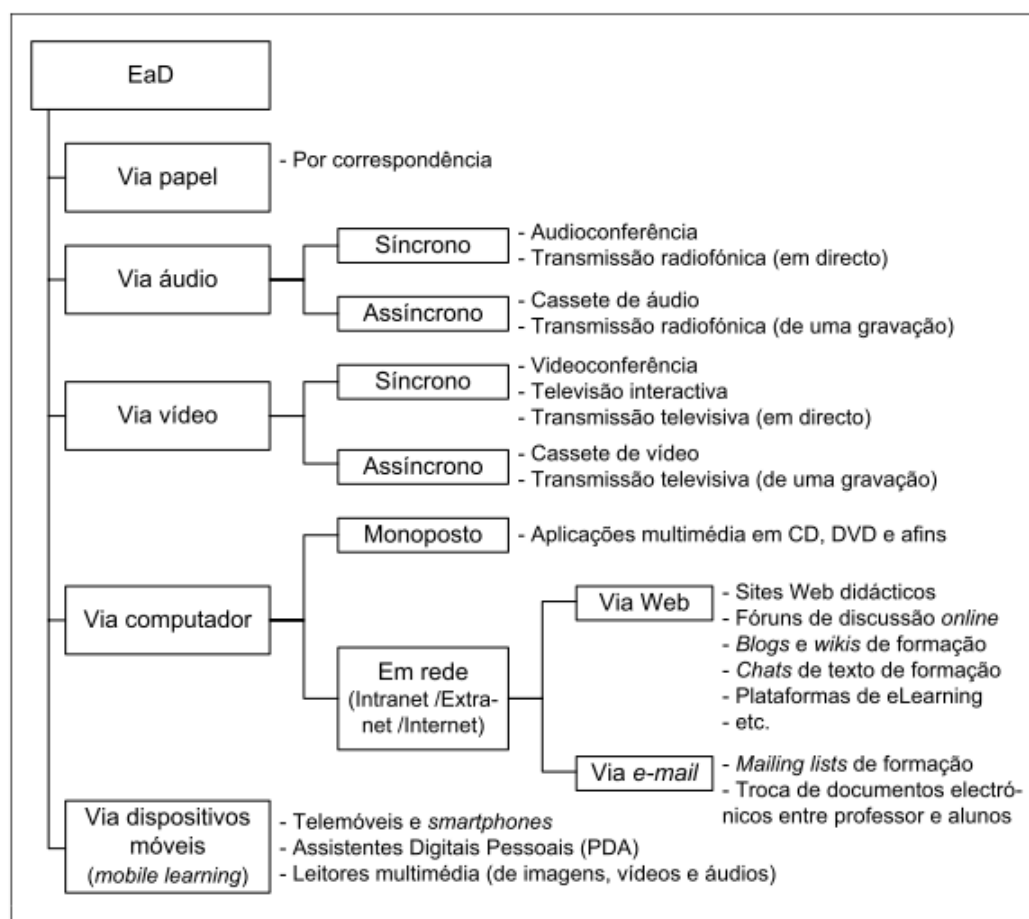 EaD
Via papel
- Por correspondência
Via áudio
Síncrono
- Audioconferência
- Transmissão radiofónica (em directo)
Assíncrono
- Cassete de áudio
- Transmissão radiofónica (de uma gravação)
Via vídeo
Síncrono
- Videoconferência
- Televisão interactiva
- Transmissão televisiva (em directo)
Assíncrono
- Cassete de vídeo
- Transmissão televisiva (de uma gravação)
Via computador
Monoposto
- Aplicações multimédia em CD, DVD e afins
Em rede
(Intranet /Extra-
net /Internet)
Via Web
- Sites Web didácticos
- Fóruns de discussão online
- Blogs e wikis de formação
- Chats de texto de formação
- Plataformas de eLearning
- etc.
Via e-mail
- Mailing lists de formação
- Troca de documentos electró-
nicos entre professor e alunos
Via dispositivos
móveis
(mobile learning)
- Telemóveis e smartphones
- Assistentes Digitais Pessoais (PDA)
- Leitores multimédia (de imagens, vídeos e áudios)